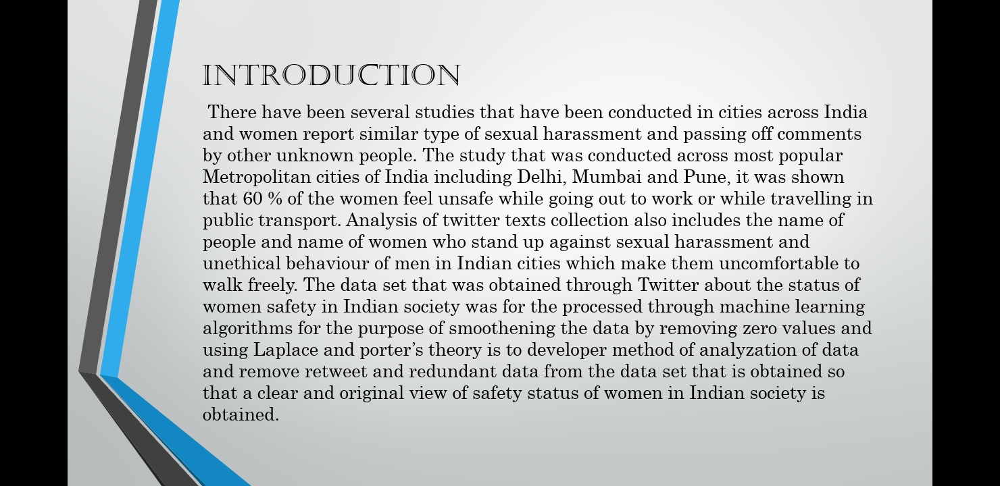 INTRODUCTION
There have been several studies that have been conducted in cities across India
and women report similar type of sexual harassment and passing off comments
by other unknown people. The study that was conducted across most popular
Metropolitan cities of India including Delhi, Mumbai and Pune, it was shown
that 60 % of the women feel unsafe while going out to work or while travelling in
public transport. Analysis of twitter texts collection also includes the name of
people and name of women who stand up against sexual harassment and
unethical behaviour of men in Indian cities which make them uncomfortable to
walk freely. The data set that was obtained through Twitter about the status of
women safety in Indian society was for the processed through machine learning
algorithms for the purpose of smoothening the data by removing zero values and
using Laplace and porter’s theory is to developer method of analyzation of data
and remove retweet and redundant data from the data set that is obtained so
that a clear and original view of safety status of women in Indian society is
obtained.